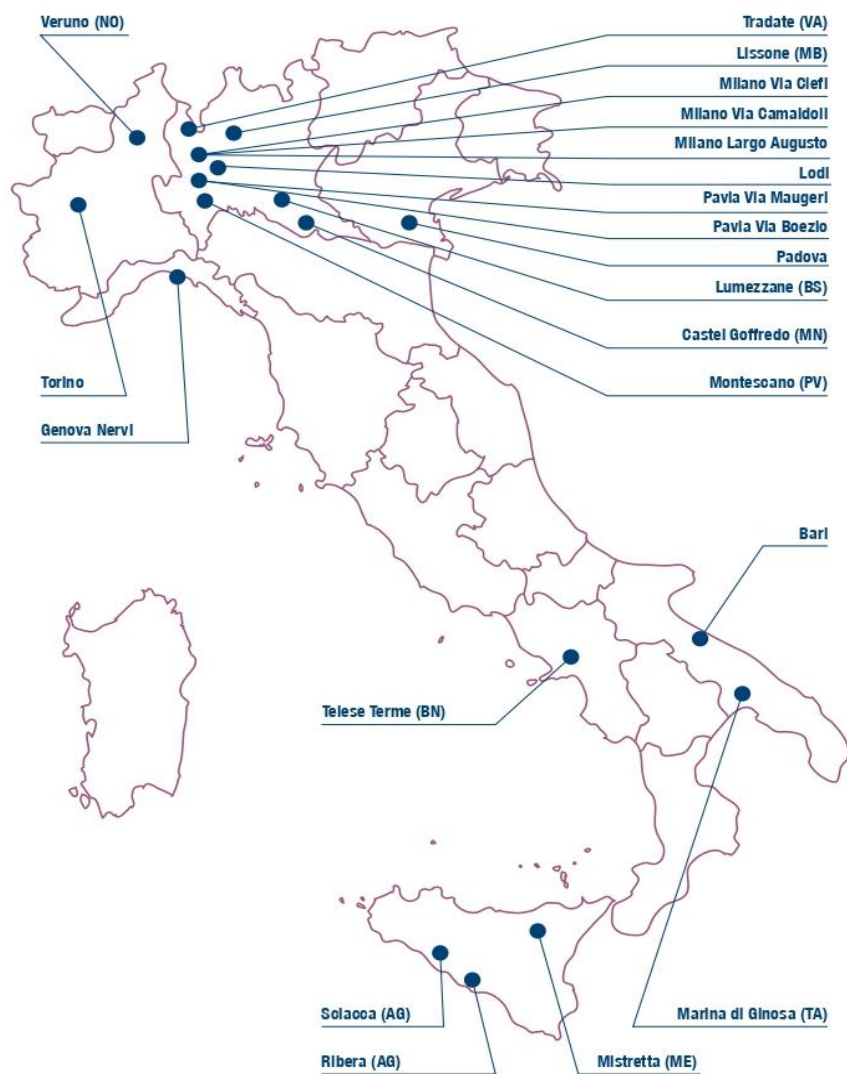 Veruno (NO)
Tradate (VA)
Lissone (MB)
Milano Via Clefi
Milano Via Camaldoli
Milano Largo Augusto
Lodi
Pavia Via Maugeri
Pavia Via Boezio
Padova
Lumezzane (BS)
Castel Goffredo (MN)
Montescano (PV)
Torino
Genova Nervi
Bari
Telese Terme (BN)
Sciacca (AG)
Marina di Ginosa (TA)
Ribera (AG)
Mistretta (ME)